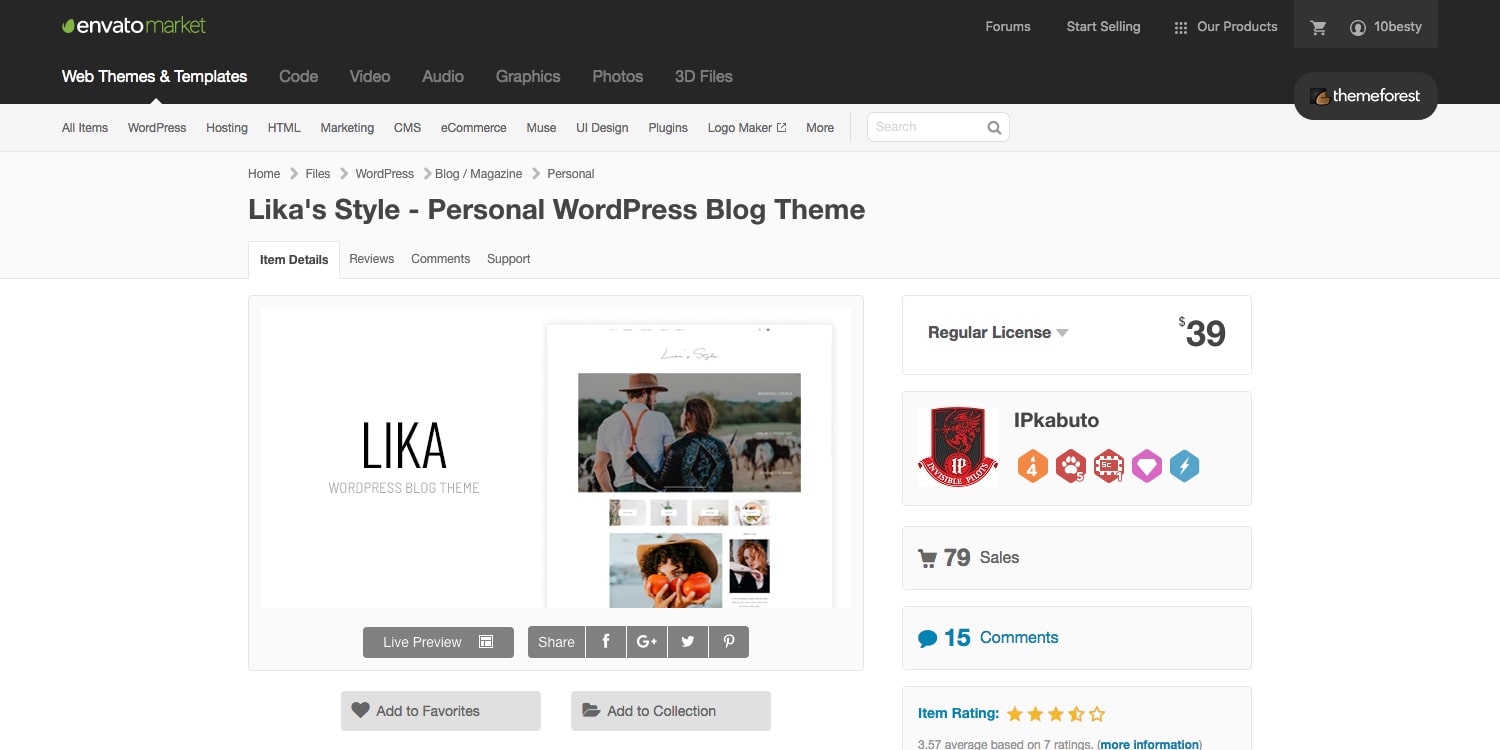 envato market
Forums
Start Selling
Our Products
10besty
Web Themes & Templates
Code
Video
Audio
Graphics
Photos
3D Files
themeforest
All Items
WordPress
Hosting
HTML
Marketing
CMS
eCommerce
Muse
UI Design
Plugins
Logo Maker
More
Search
Home
Files
WordPress
Blog / Magazine
Personal
Lika's Style - Personal WordPress Blog Theme
Item Details
Reviews
Comments
Support
Lika's Style
LIKA
WORDPRESS BLOG THEME
Live Preview
Share
f
G+
Add to Favorites
Add to Collection
Regular License
$39
IPkabuto
IP
INVISIBLE PILOTS
4
5
SC
1
79 Sales
15 Comments
Item Rating:
3.57 average based on 7 ratings. (more information)